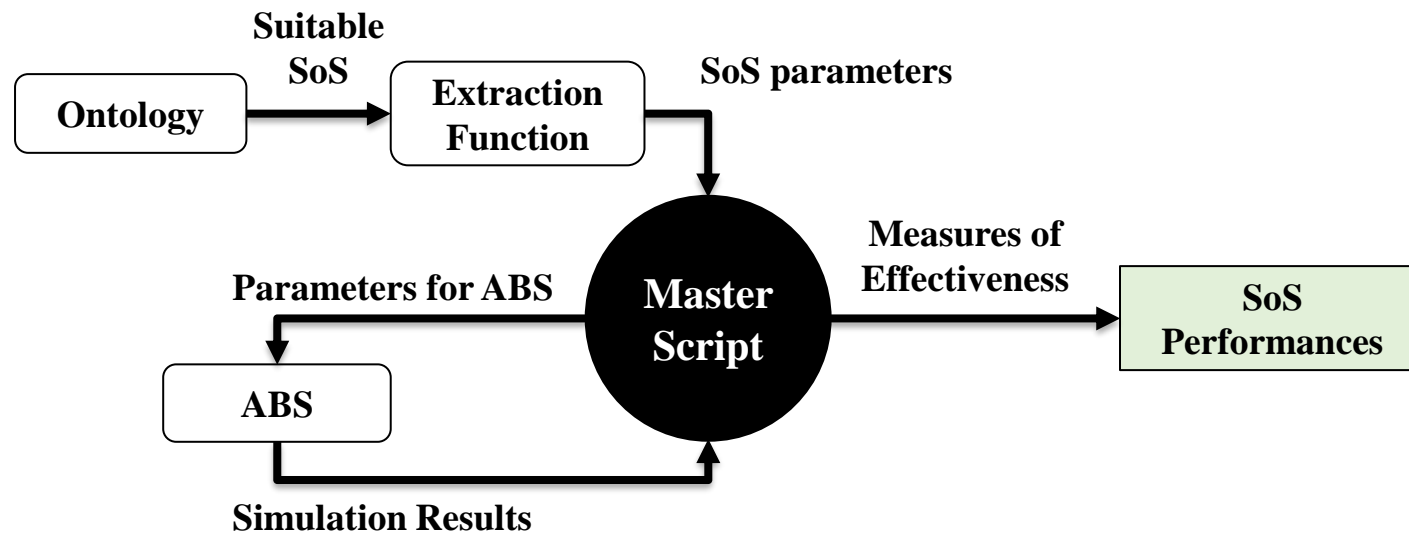 Suitable
SoS
SoS parameters
Ontology
Extraction
Function
Measures of
Effectiveness
Parameters for ABS
Master
Script
SoS
Performances
ABS
Simulation Results